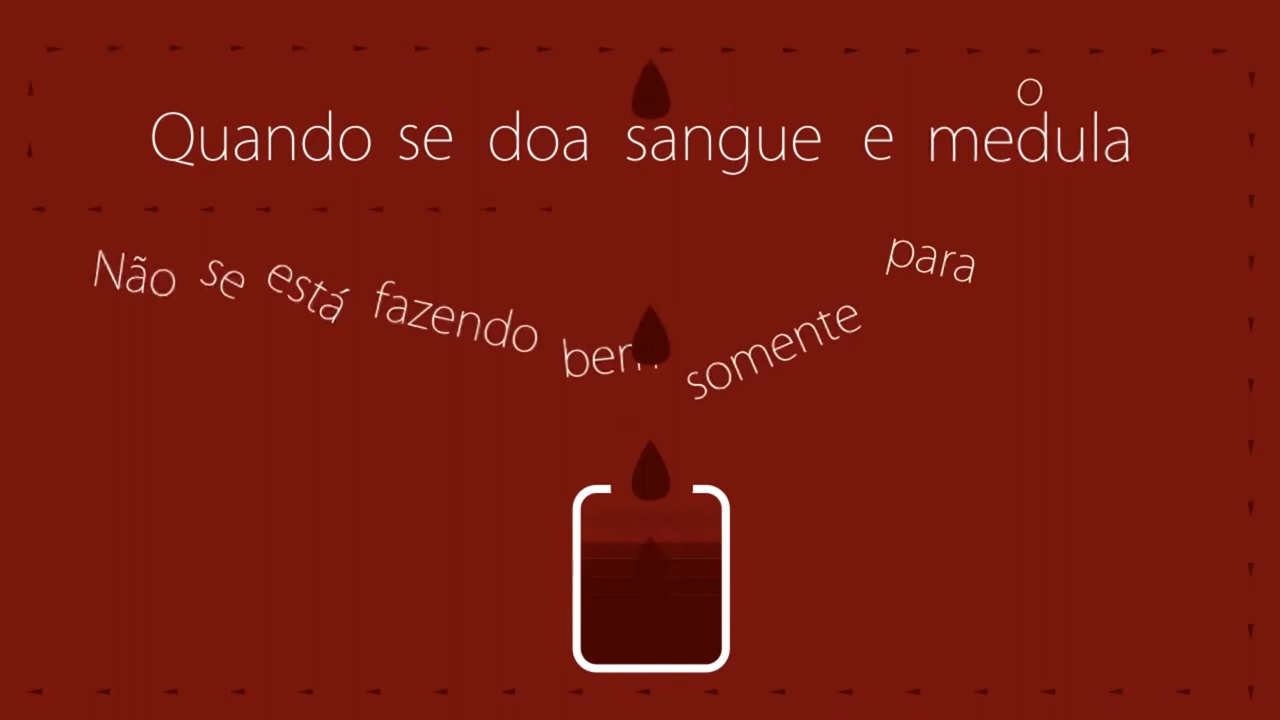 Quando se doa sangue e medula
Não se está fazendo bem somente para
o